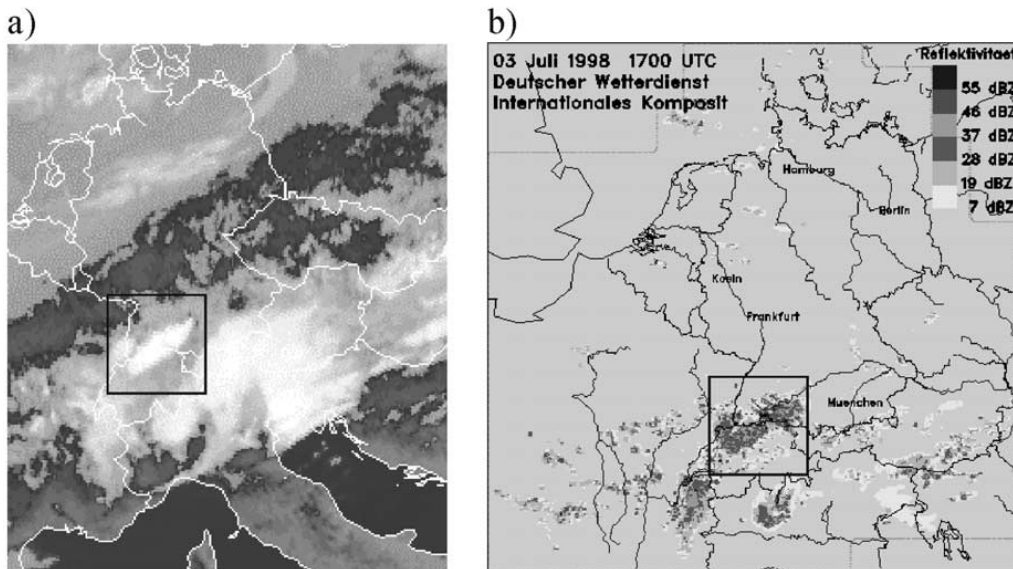 a)
b)
03 Juli 1998 1700 UTC
Deutscher Wetterdienst
Internationales Komposit
Reflektivitaet
55 dBZ
46 dBZ
37 dBZ
28 dBZ
19 dBZ
7 dBZ
Hamburg
Berlin
Koeln
Frankfurt
Muenchen